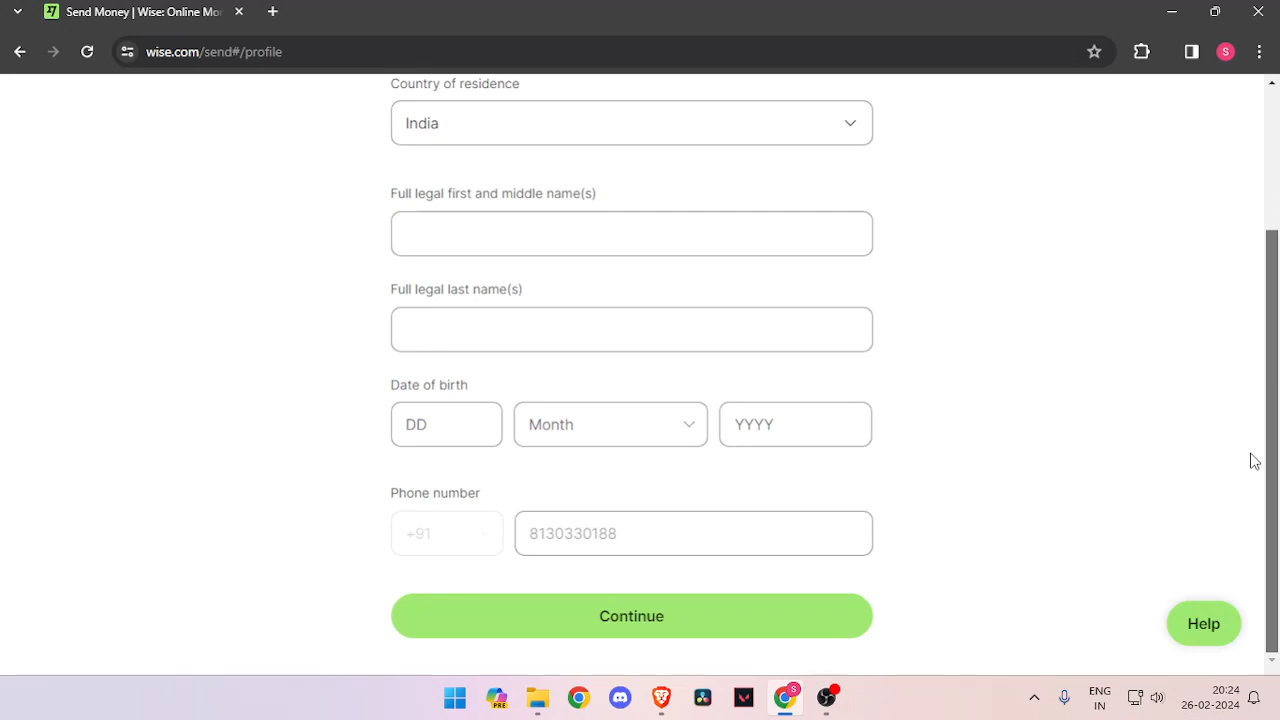 Send Money | Wise: Online Mo
wise.com/send#/profile
S
Country of residence
India
Full legal first and middle name(s)
Full legal last name(s)
Date of birth
DD Month YYYY
Phone number
+91 8130330188
Continue
Help
PRE
S
ENG
IN
20:24
26-02-2024